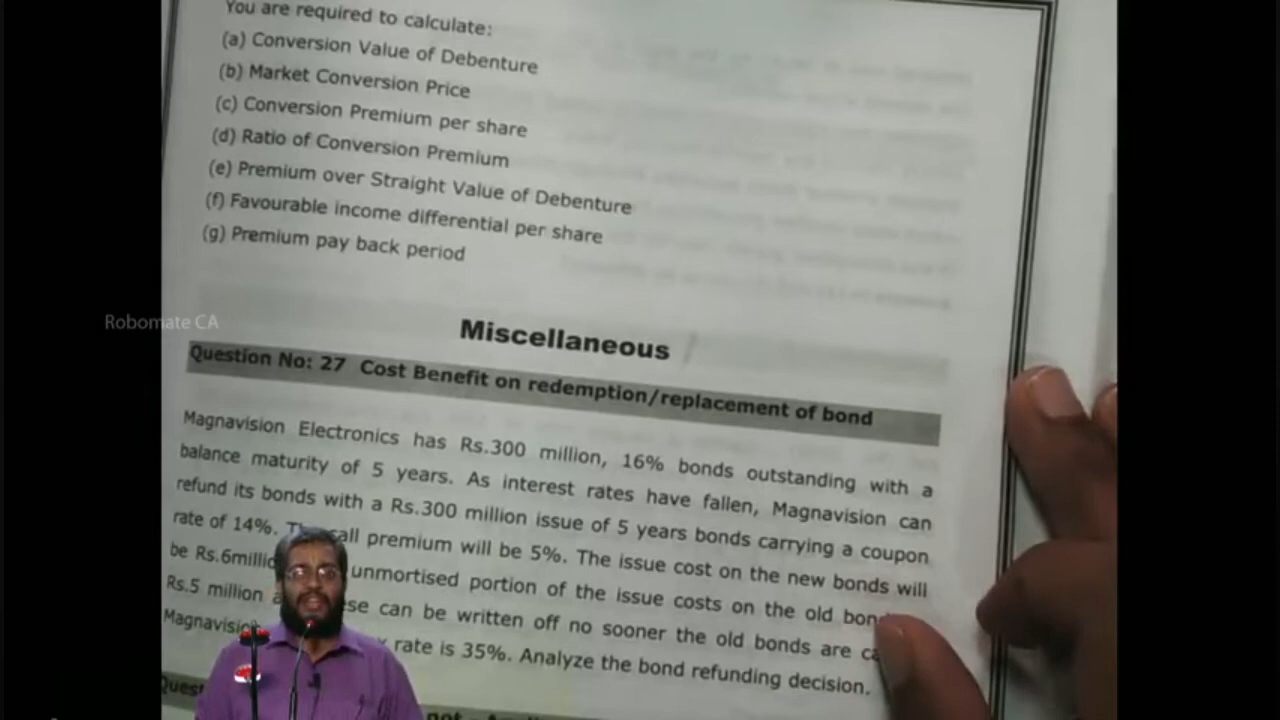 You are required to calculate:
(a) Conversion Value of Debenture
(b) Market Conversion Price
(c) Conversion Premium per share
(d) Ratio of Conversion Premium
(e) Premium over Straight Value of Debenture
(f) Favourable income differential per share
(g) Premium pay back period
Robomate CA
Miscellaneous
Question No: 27 Cost Benefit on redemption/replacement of bond
Magnavision Electronics has Rs.300 million, 16% bonds outstanding with a
balance maturity of 5 years. As interest rates have fallen, Magnavision can
refund its bonds with a Rs.300 million issue of 5 years bonds carrying a coupon
rate of 14%. call premium will be 5%. The issue cost on the new bonds will
be unmortised portion of the issue costs on the old
Rs.5 million can be written off no sooner the old bonds are
rate is 35%. Analyze the bond refunding decision.